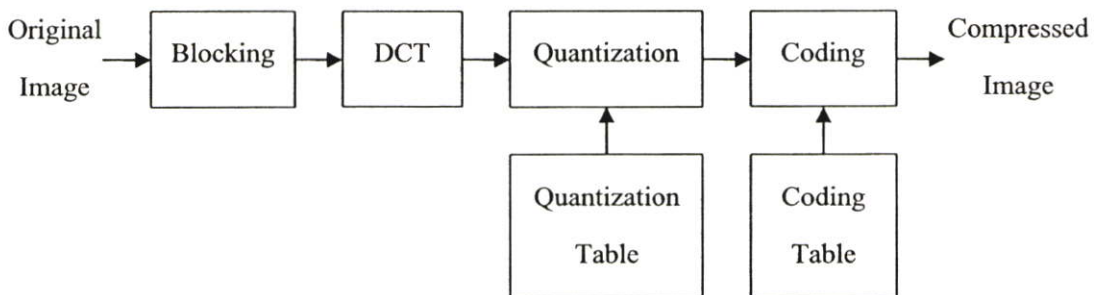 Original
Image
Blocking
DCT
Quantization
Coding
Compressed
Image
Quantization
Table
Coding
Table